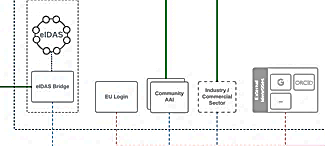 eIDAS
eIDAS Bridge
EU Login
Community
AAI
Industry /
Commercial
Sector
G
ORCID
...